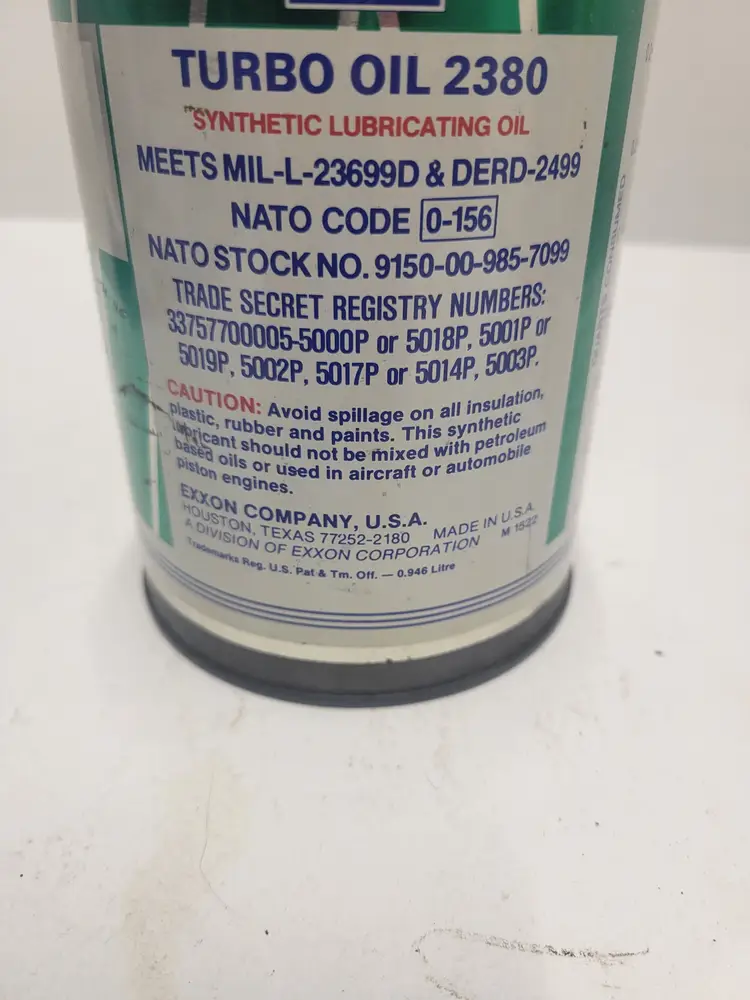 TURBO OIL 2380
SYNTHETIC LUBRICATING OIL
MEETS MIL-L-23699D & DERD-2499
NATO CODE 0-156
NATO STOCK NO. 9150-00-985-7099
TRADE SECRET REGISTRY NUMBERS:
33757700005-5000P or 5018P, 5001P or
5019P, 5002P, 5017P or 5014P, 5003P.
CAUTION: Avoid spillage on all insulation,
plastic, rubber and paints. This synthetic
lubricant should not be mixed with petroleum
based oils or used in aircraft or automobile
piston engines.
EXXON COMPANY, U.S.A.
HOUSTON, TEXAS 77252-2180 MADE IN U.S.A.
A DIVISION OF EXXON CORPORATION M 1522
Trademarks Reg. U.S. Pat & Tm. Off. — 0.946 Litre